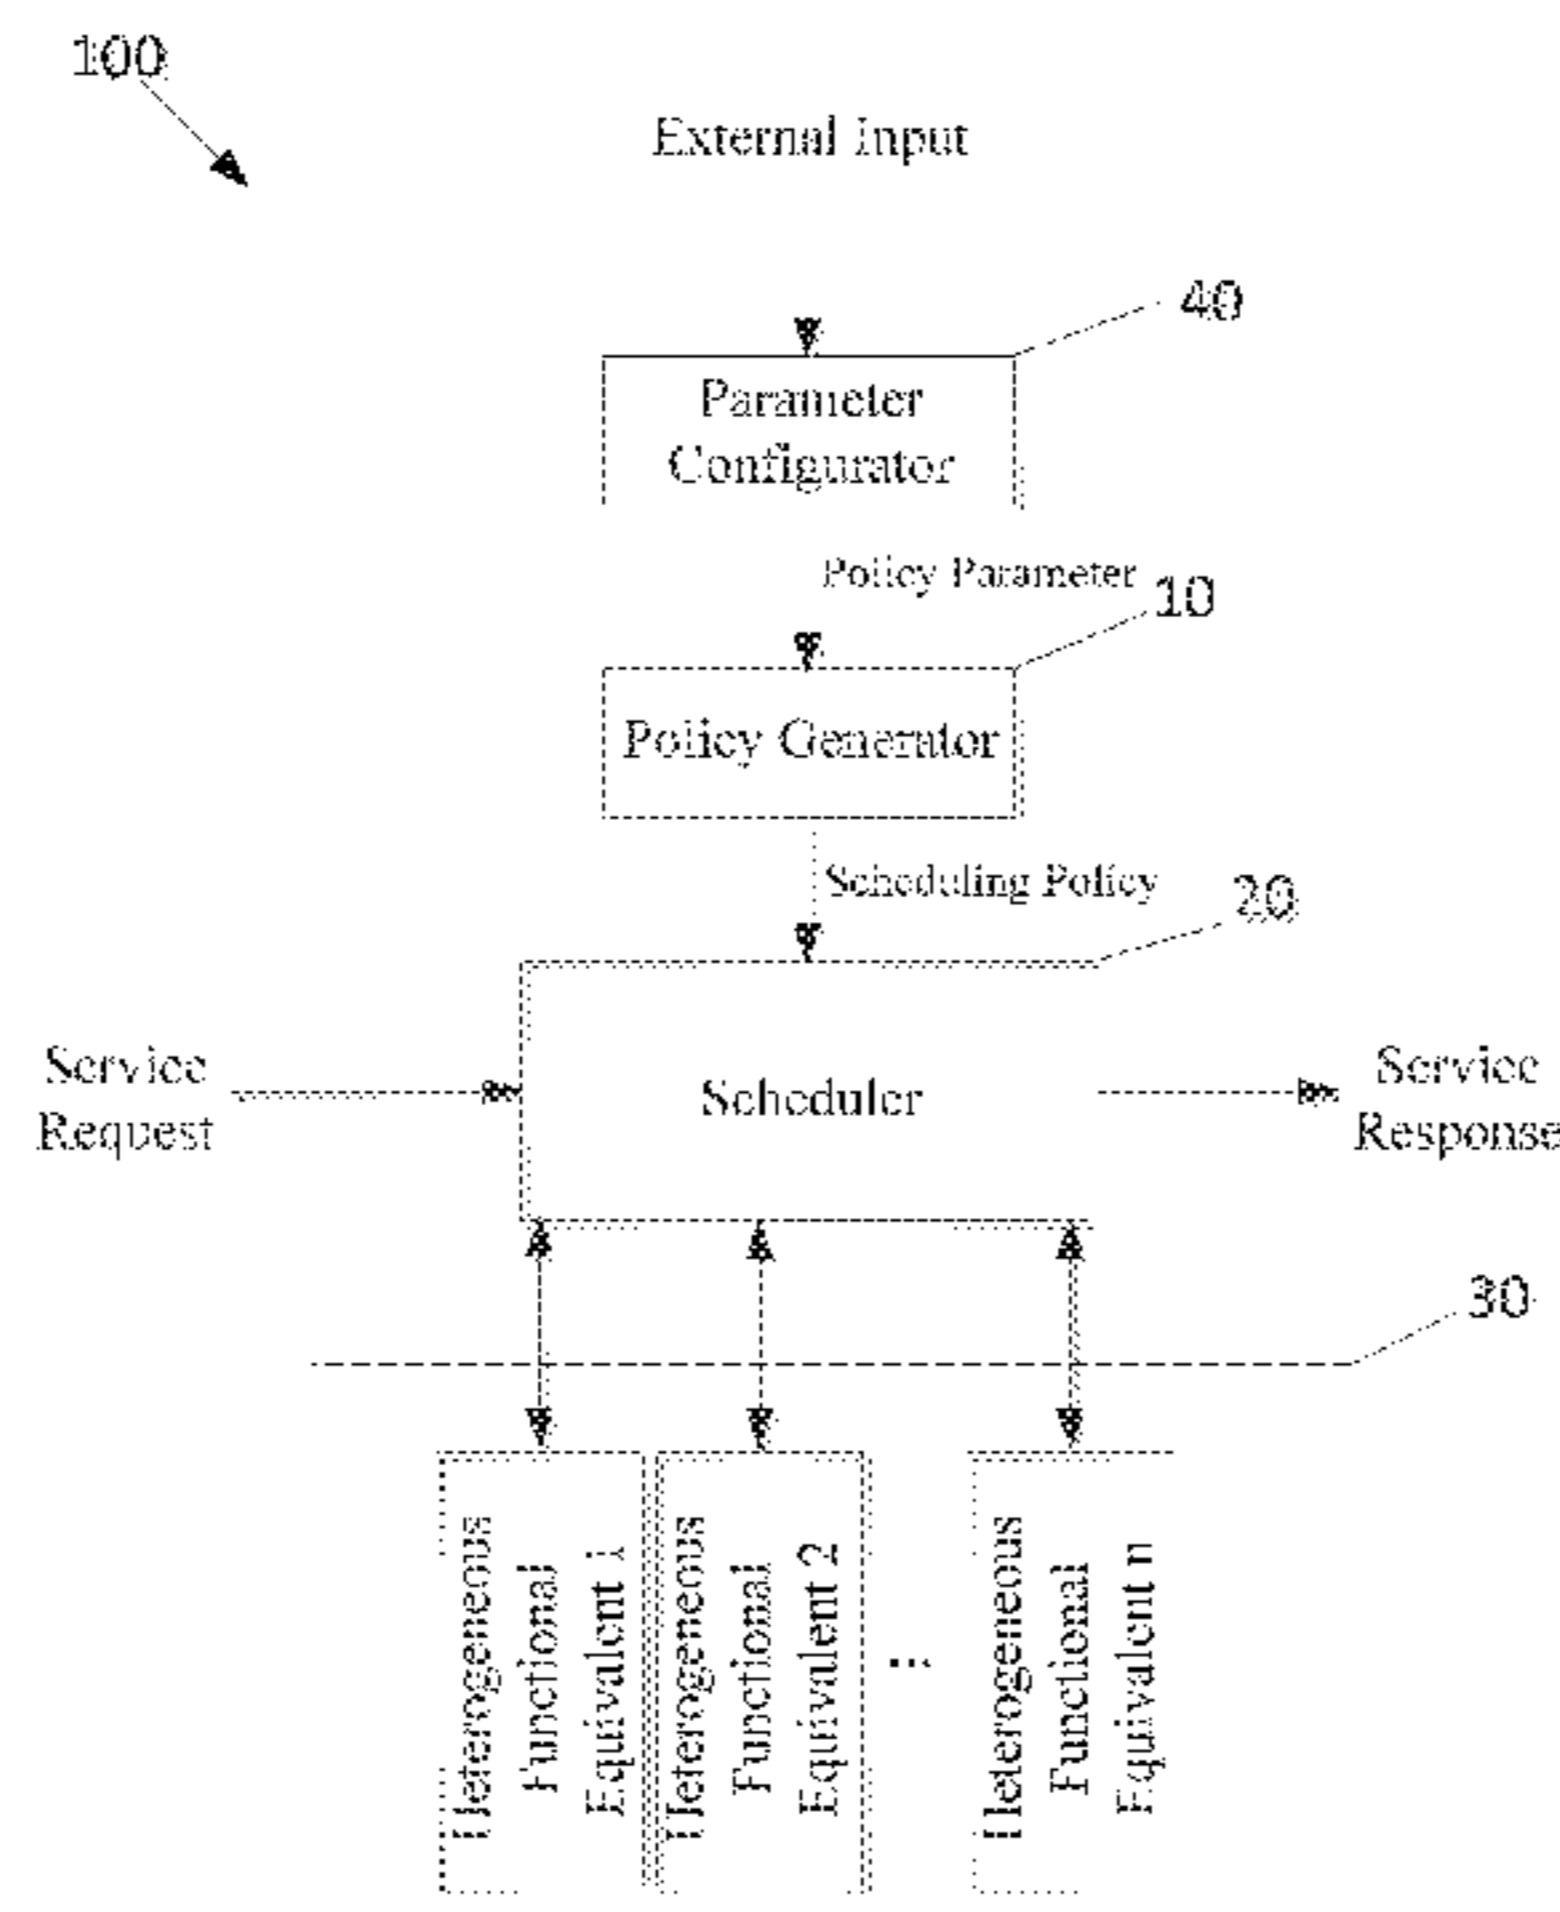 100
External Input
40
Parameter
Configurator
Policy Parameter
10
Policy Generator
Scheduling Policy
20
Service
Request
Scheduler
Service
Response
30
Heterogeneous
Functional
Equivalent 1
Heterogeneous
Functional
Equivalent 2
...
Heterogeneous
Functional
Equivalent n